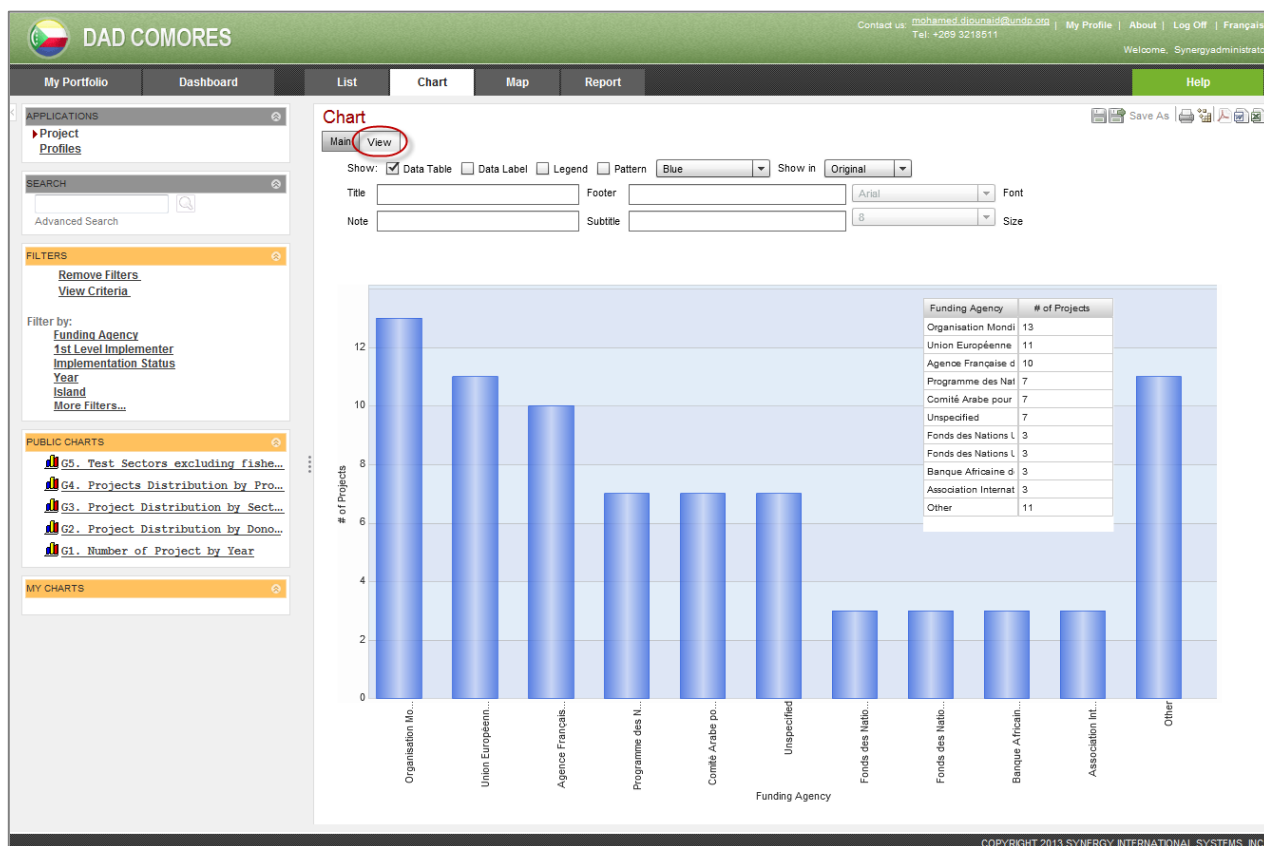 Contact us: mohamed.djounaid@undp.org | My Profile | About | Log Off | Français
Tel: +269 3218511
DAD COMORES
Welcome, Synergyadministrato
My Portfolio Dashboard List Chart Map Report Help
APPLICATIONS
Project
Profiles
SEARCH
Advanced Search
FILTERS
Remove Filters
View Criteria
Filter by:
Funding Agency
1st Level Implementer
Implementation Status
Year
Island
More Filters...
PUBLIC CHARTS
G5. Test Sectors excluding fishe...
G4. Projects Distribution by Pro...
G3. Project Distribution by Sect...
G2. Project Distribution by Dono...
G1. Number of Project by Year
MY CHARTS
Chart
Save As
Main View
Show: Data Table Data Label Legend Pattern Blue Show in Original
Title Footer Arial Font
Note Subtitle 8 Size
Funding Agency # of Projects
Organisation Mondi 13
Union Européenne 11
Agence Française d 10
Programme des Nat 7
Comité Arabe pour 7
Unspecified 7
Fonds des Nations U 3
Fonds des Nations U 3
Banque Africaine d 3
Association Internat 3
Other 11
# of Projects
12
10
8
6
4
2
0
Organisation Mo...
Union Européenn...
Agence Français...
Programme des N...
Comité Arabe po...
Unspecified
Fonds des Natio...
Fonds des Natio...
Banque Africain...
Association Int...
Other
Funding Agency
COPYRIGHT 2013 SYNERGY INTERNATIONAL SYSTEMS, INC